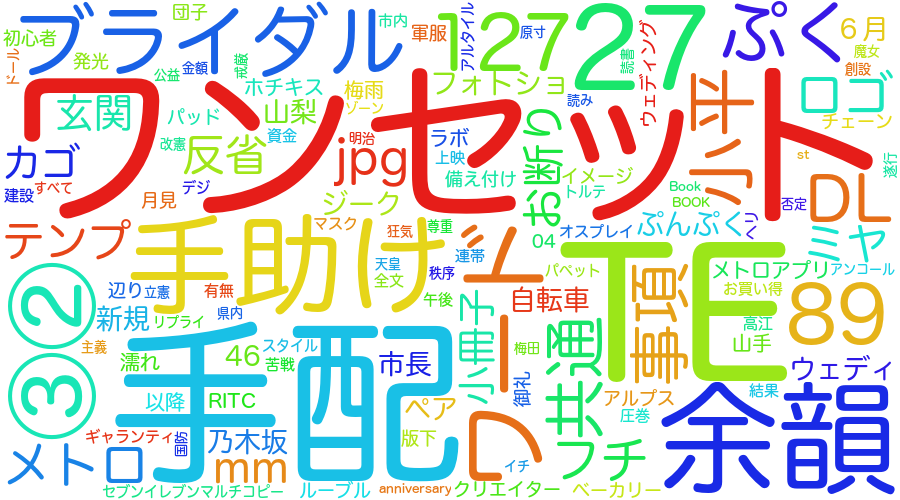 ブライダル
127
27
ぷく
6月
魔女
創設
ロゴ
チェーン
団子
初心者
発光
ドール
公益
金額
戒厳
市内
軍服
アルタイル
原寸
読書
ウェディング
フォトショ
読み
ワンセット
玄関
パッド
ホチキス
山梨
梅雨
ゾーン
改憲
資金
明治
反省
jpg
ラボ
上映
お断り
イメージ
トルテ
小平
st
遂行
カゴ
建設
すべて
デジ
月見
ジーク
備え付け
Book
BOOK
否定
DL
テンプ
手助け
マスク
狂気
尊重
連帯
天皇
全文
秩序
ード
04
オスプレイ
ぷんぷく
ヘリ
ミヤ
メトロアプリ
アンコール
お買い得
パペット
TE
事項
89
②
③
辺り
立憲
有無
新規
リプライ
県内
午後
小冊子
自転車
共通
高江
山手
主義
濡れ
46
スタイル
苦戦
市長
梅田
御礼
ワ
手配
以降
RITC
ペア
アルプス
圧巻
結果
ウェディ
余韻
メトロ
ギャランティ
国防
乃木坂
mm
版下
イチ
フチ
セブンイレブンマルチコピー
ルーブル
anniversary
クリエイター
ベーカリー